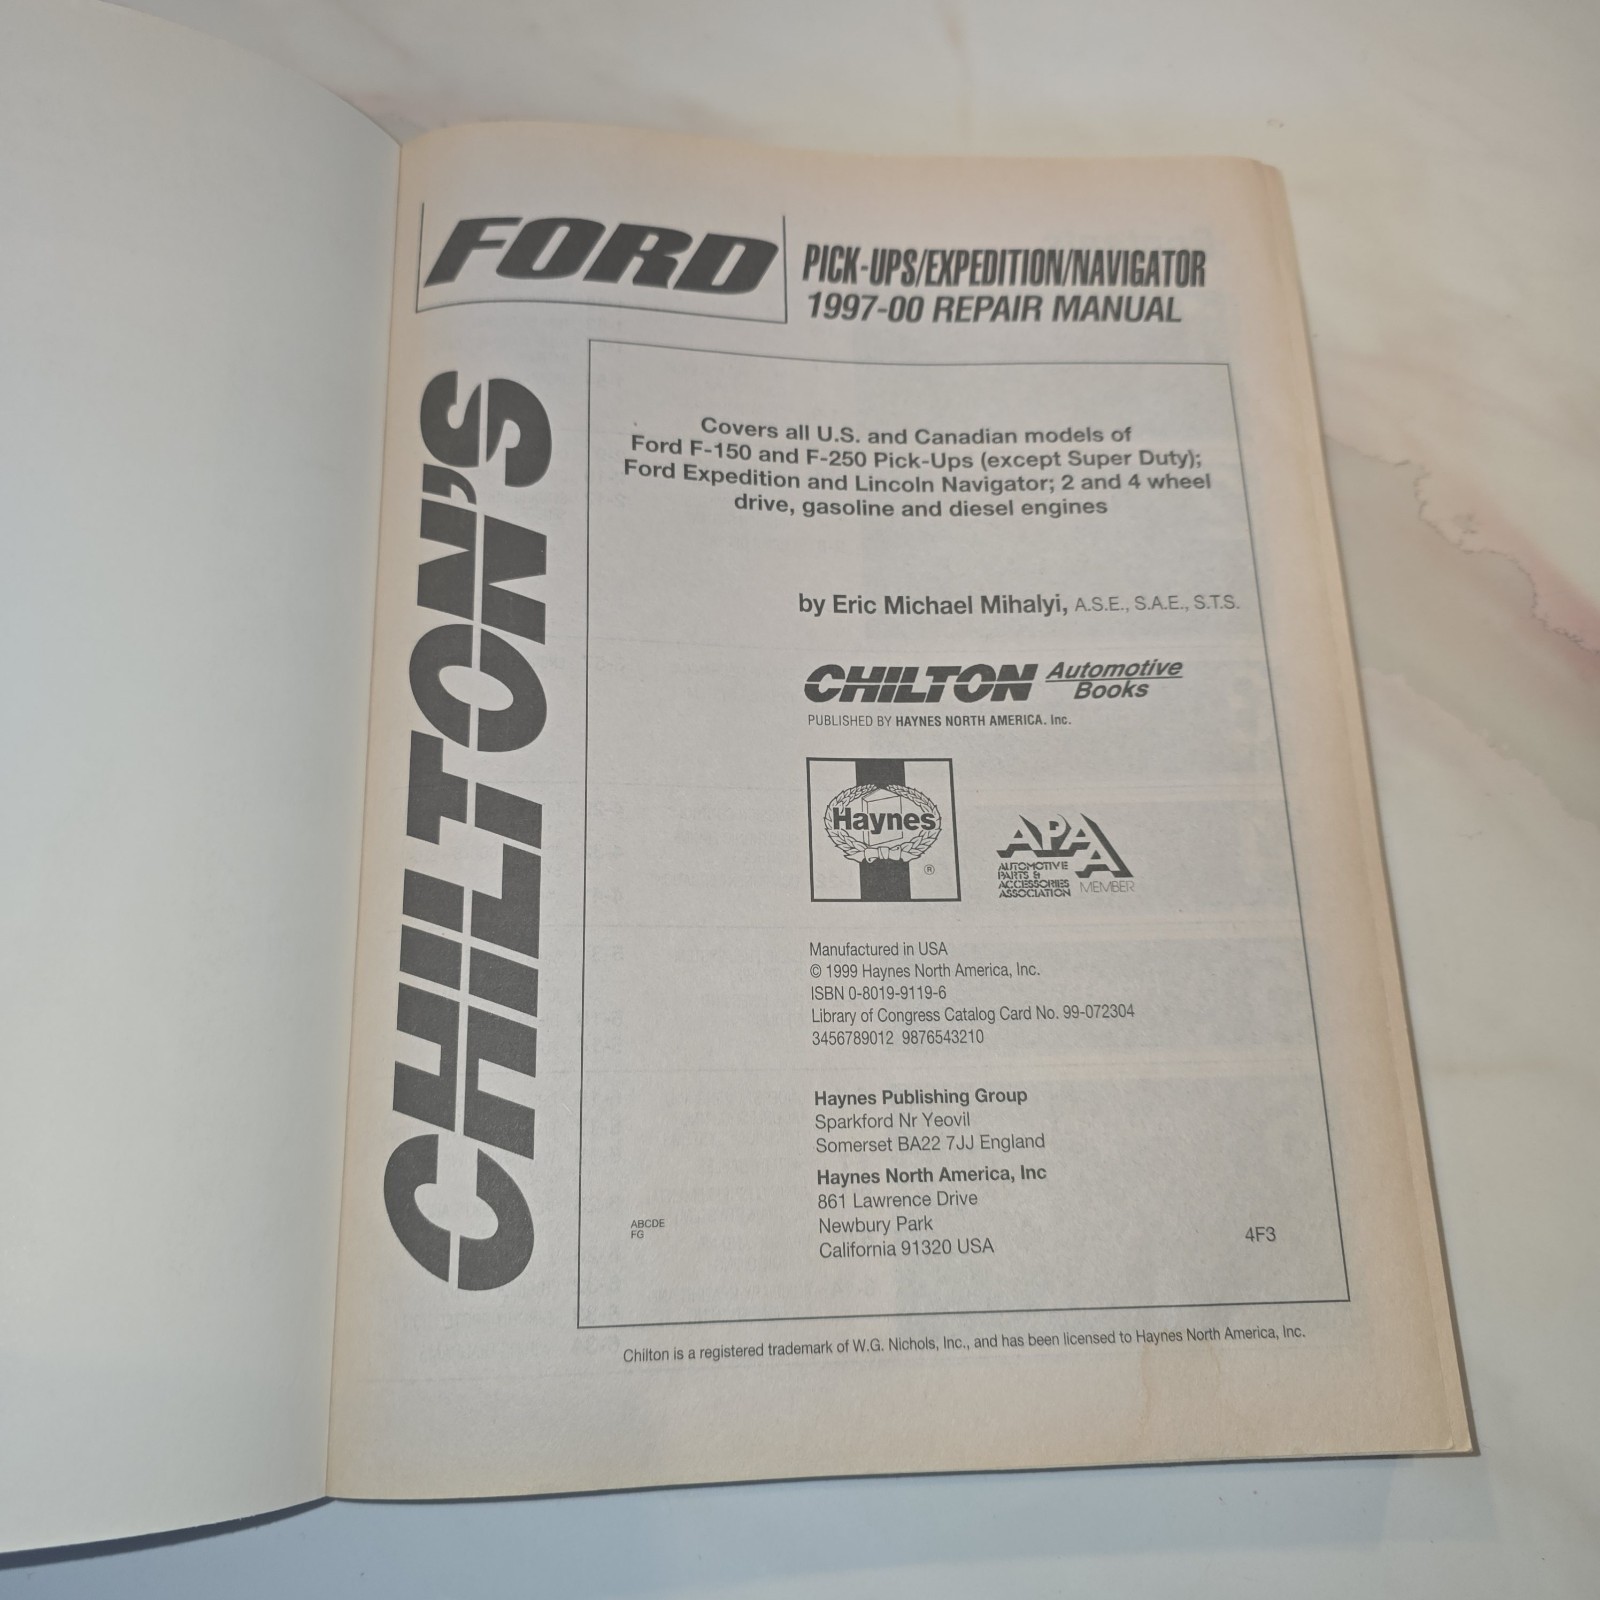 FORD
PICK-UPS/EXPEDITION/NAVIGATOR
1997-00 REPAIR MANUAL
CHILTON'S
Covers all U.S. and Canadian models of
Ford F-150 and F-250 Pick-Ups (except Super Duty);
Ford Expedition and Lincoln Navigator; 2 and 4 wheel
drive, gasoline and diesel engines
by Eric Michael Mihalyi, A.S.E., S.A.E., S.T.S.
CHILTON Automotive
Books
PUBLISHED BY HAYNES NORTH AMERICA. Inc.
Haynes
®
APAA
AUTOMOTIVE
PARTS &
ACCESSORIES
ASSOCIATION MEMBER
Manufactured in USA
© 1999 Haynes North America, Inc.
ISBN 0-8019-9119-6
Library of Congress Catalog Card No. 99-072304
3456789012 9876543210
Haynes Publishing Group
Sparkford Nr Yeovil
Somerset BA22 7JJ England
Haynes North America, Inc
861 Lawrence Drive
Newbury Park
California 91320 USA
ABCDE
FG
4F3
Chilton is a registered trademark of W.G. Nichols, Inc., and has been licensed to Haynes North America, Inc.